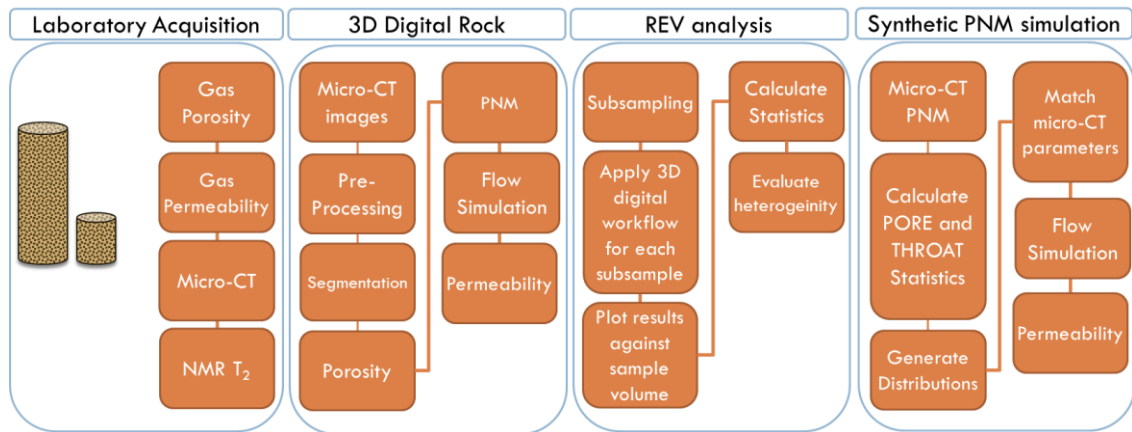 Laboratory Acquisition
Gas
Porosity
Gas
Permeability
Micro-CT
NMR T₂
3D Digital Rock
Micro-CT
images
Pre-
Processing
Segmentation
Porosity
PNM
Flow
Simulation
Permeability
REV analysis
Subsampling
Apply 3D
digital
workflow
for each
subsample
Plot results
against
sample
volume
Calculate
Statistics
Evaluate
heterogeinity
Synthetic PNM simulation
Micro-CT
PNM
Calculate
PORE and
THROAT
Statistics
Generate
Distributions
Match
micro-CT
parameters
Flow
Simulation
Permeability